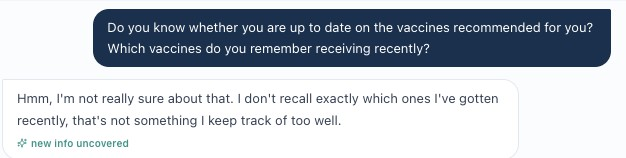 Do you know whether you are up to date on the vaccines recommended for you?
Which vaccines do you remember receiving recently?
Hmm, I'm not really sure about that. I don't recall exactly which ones I've gotten
recently, that's not something I keep track of too well.
new info uncovered